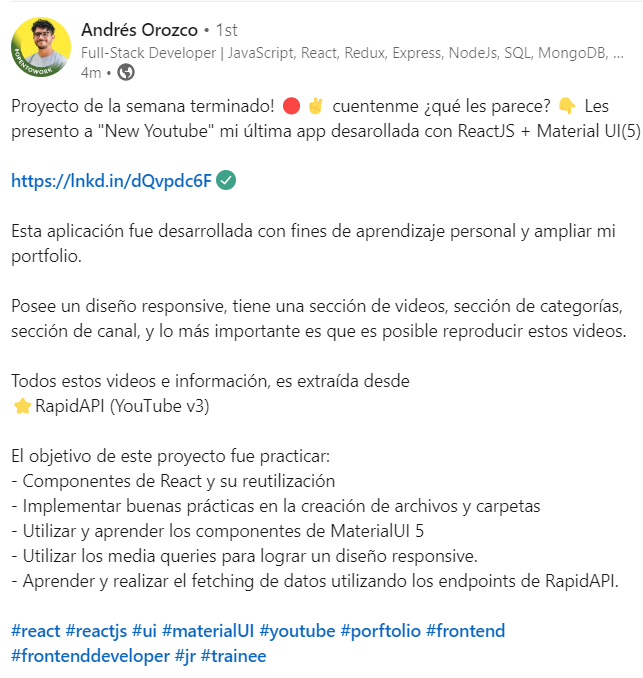 Andrés Orozco • 1st
Full-Stack Developer | JavaScript, React, Redux, Express, NodeJs, SQL, MongoDB, ...
#OPENTOWORK
4m •
Proyecto de la semana terminado! 🔴 ✌ cuentenme ¿qué les parece? 👇 Les
presento a "New Youtube" mi última app desarollada con ReactJS + Material UI(5)
https://lnkd.in/dQvpdc6F
Esta aplicación fue desarrollada con fines de aprendizaje personal y ampliar mi
portfolio.
Posee un diseño responsive, tiene una sección de videos, sección de categorías,
sección de canal, y lo más importante es que es posible reproducir estos videos.
Todos estos videos e información, es extraída desde
⭐RapidAPI (YouTube v3)
El objetivo de este proyecto fue practicar:
- Componentes de React y su reutilización
- Implementar buenas prácticas en la creación de archivos y carpetas
- Utilizar y aprender los componentes de MaterialUI 5
- Utilizar los media queries para lograr un diseño responsive.
- Aprender y realizar el fetching de datos utilizando los endpoints de RapidAPI.
#react #reactjs #ui #materialUI #youtube #porftolio #frontend
#frontenddeveloper #jr #trainee